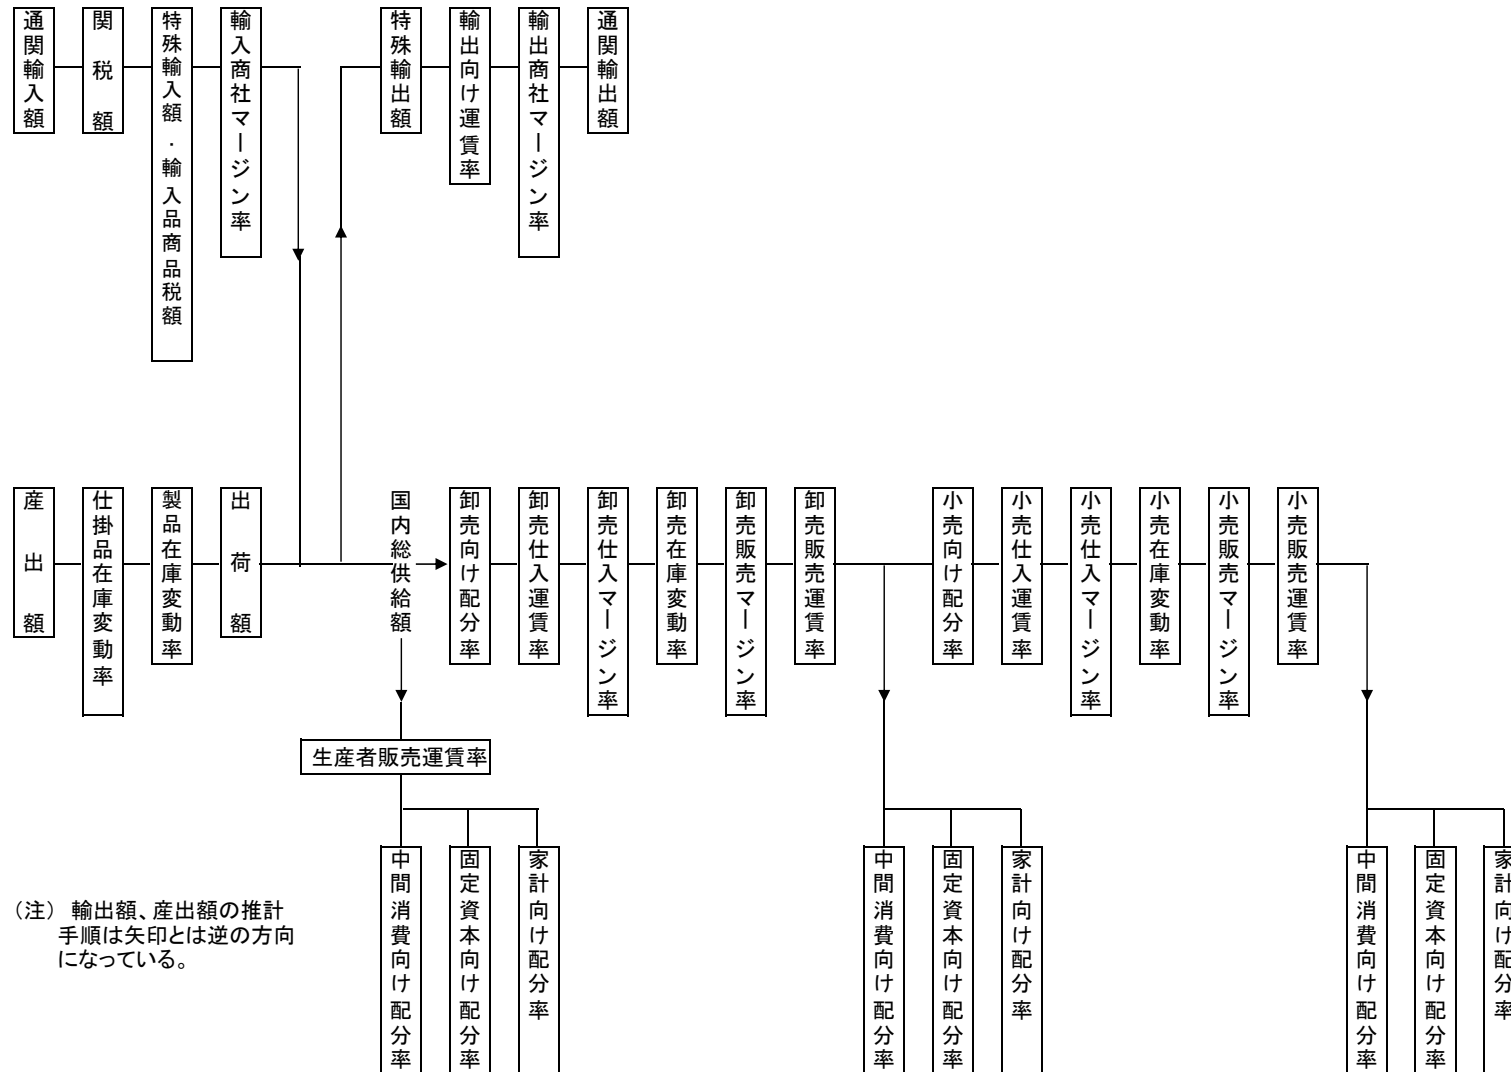 通関輸入額
関税額
特殊輸入額・輸入品商品税額
輸入商社マージン率
特殊輸出額
輸出向け運賃率
輸出商社マージン率
通関輸出額
産出額
仕掛品在庫変動率
製品在庫変動率
出荷額
国内総供給額
卸売向け配分率
卸売仕入運賃率
卸売仕入マージン率
卸売在庫変動率
卸売販売マージン率
卸売販売運賃率
小売向け配分率
小売仕入運賃率
小売仕入マージン率
小売在庫変動率
小売販売マージン率
小売販売運賃率
生産者販売運賃率
中間消費向け配分率
固定資本向け配分率
家計向け配分率
中間消費向け配分率
固定資本向け配分率
家計向け配分率
中間消費向け配分率
固定資本向け配分率
家計向け配分率
（注） 輸出額、産出額の推計
手順は矢印とは逆の方向
になっている。